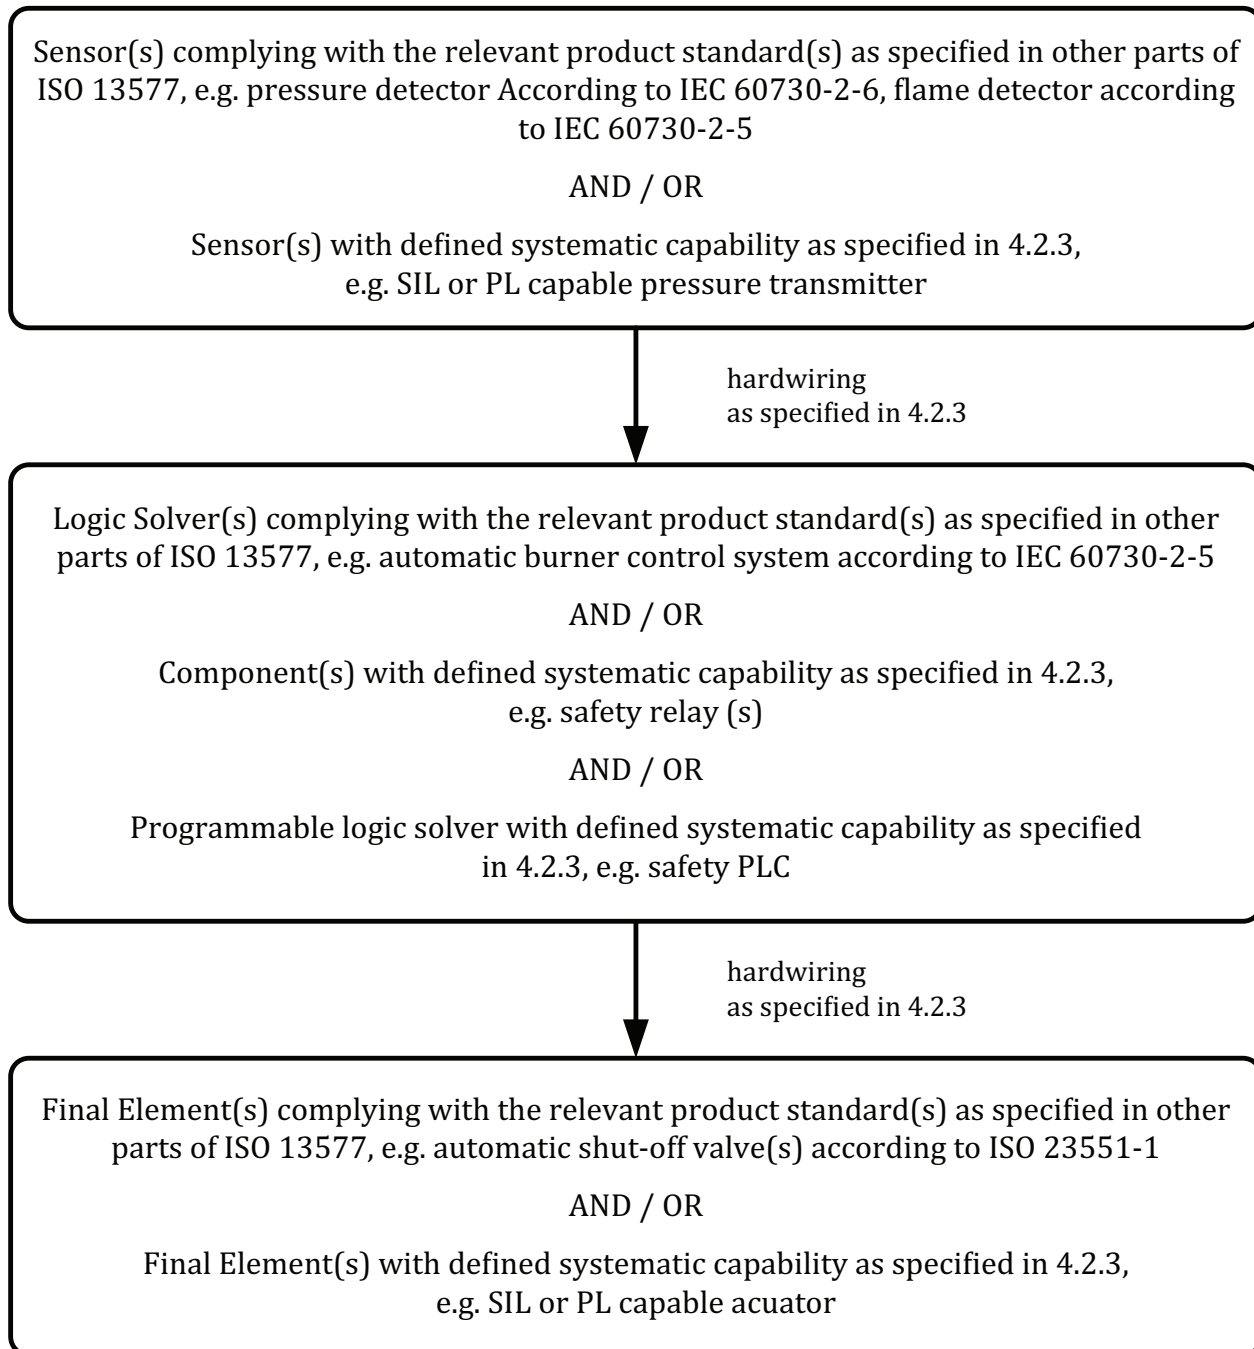 Sensor(s) complying with the relevant product standard(s) as specified in other parts of
ISO 13577, e.g. pressure detector According to IEC 60730-2-6, flame detector according
to IEC 60730-2-5
AND / OR
Sensor(s) with defined systematic capability as specified in 4.2.3,
e.g. SIL or PL capable pressure transmitter
hardwiring
as specified in 4.2.3
Logic Solver(s) complying with the relevant product standard(s) as specified in other
parts of ISO 13577, e.g. automatic burner control system according to IEC 60730-2-5
AND / OR
Component(s) with defined systematic capability as specified in 4.2.3,
e.g. safety relay (s)
AND / OR
Programmable logic solver with defined systematic capability as specified
in 4.2.3, e.g. safety PLC
hardwiring
as specified in 4.2.3
Final Element(s) complying with the relevant product standard(s) as specified in other
parts of ISO 13577, e.g. automatic shut-off valve(s) according to ISO 23551-1
AND / OR
Final Element(s) with defined systematic capability as specified in 4.2.3,
e.g. SIL or PL capable acuator